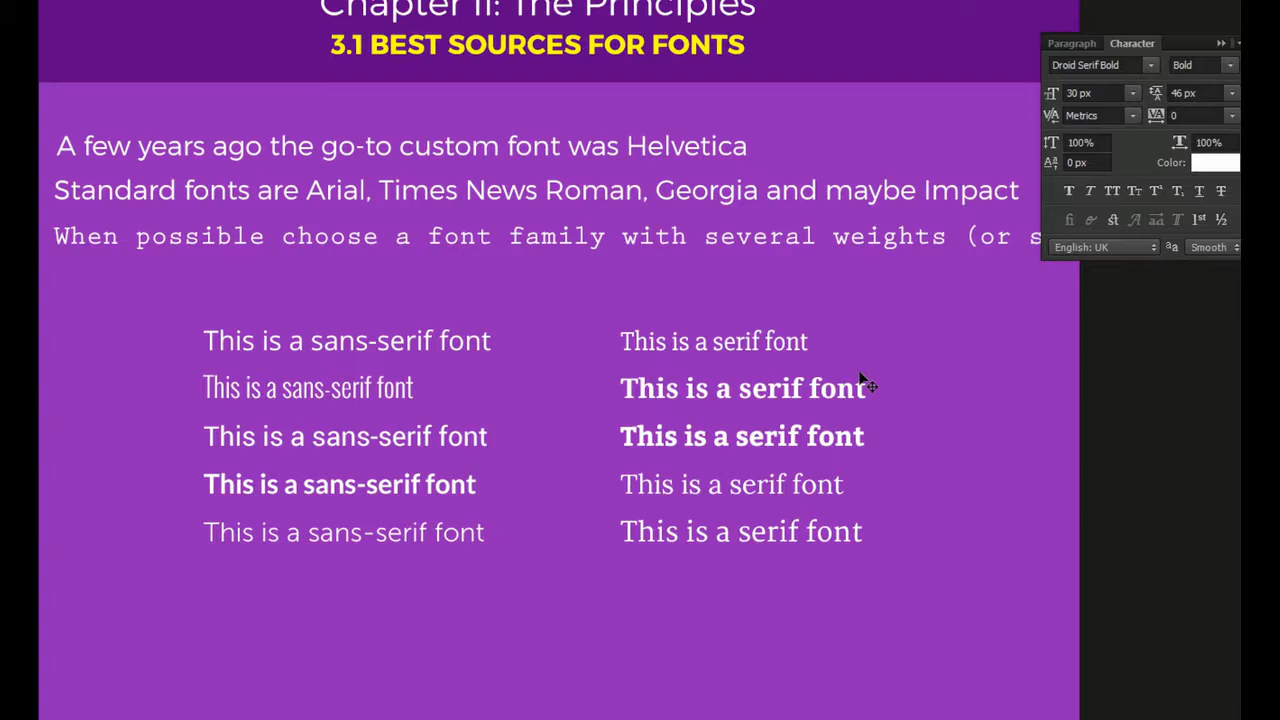 Chapter II: The Principles
3.1 BEST SOURCES FOR FONTS
A few years ago the go-to custom font was Helvetica
Standard fonts are Arial, Times News Roman, Georgia and maybe Impact
When possible choose a font family with several weights (or s
This is a sans-serif font
This is a sans-serif font
This is a sans-serif font
This is a sans-serif font
This is a sans-serif font
This is a serif font
This is a serif font
This is a serif font
This is a serif font
This is a serif font
Paragraph Character
Droid Serif Bold Bold
30 px 46 px
Metrics 0
100% 100%
0 px Color:
English: UK Smooth